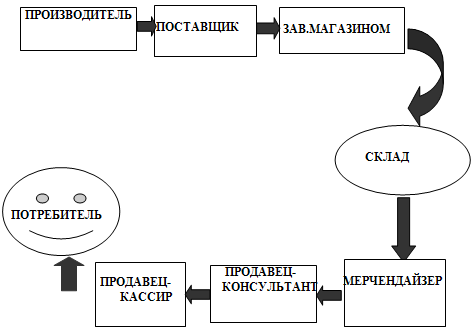 ПРОИЗВОДИТЕЛЬ
ПОСТАВЩИК
ЗАВ.МАГАЗИНОМ
СКЛАД
МЕРЧЕНДАЙЗЕР
ПРОДАВЕЦ-
КОНСУЛЬТАНТ
ПРОДАВЕЦ-
КАССИР
ПОТРЕБИТЕЛЬ